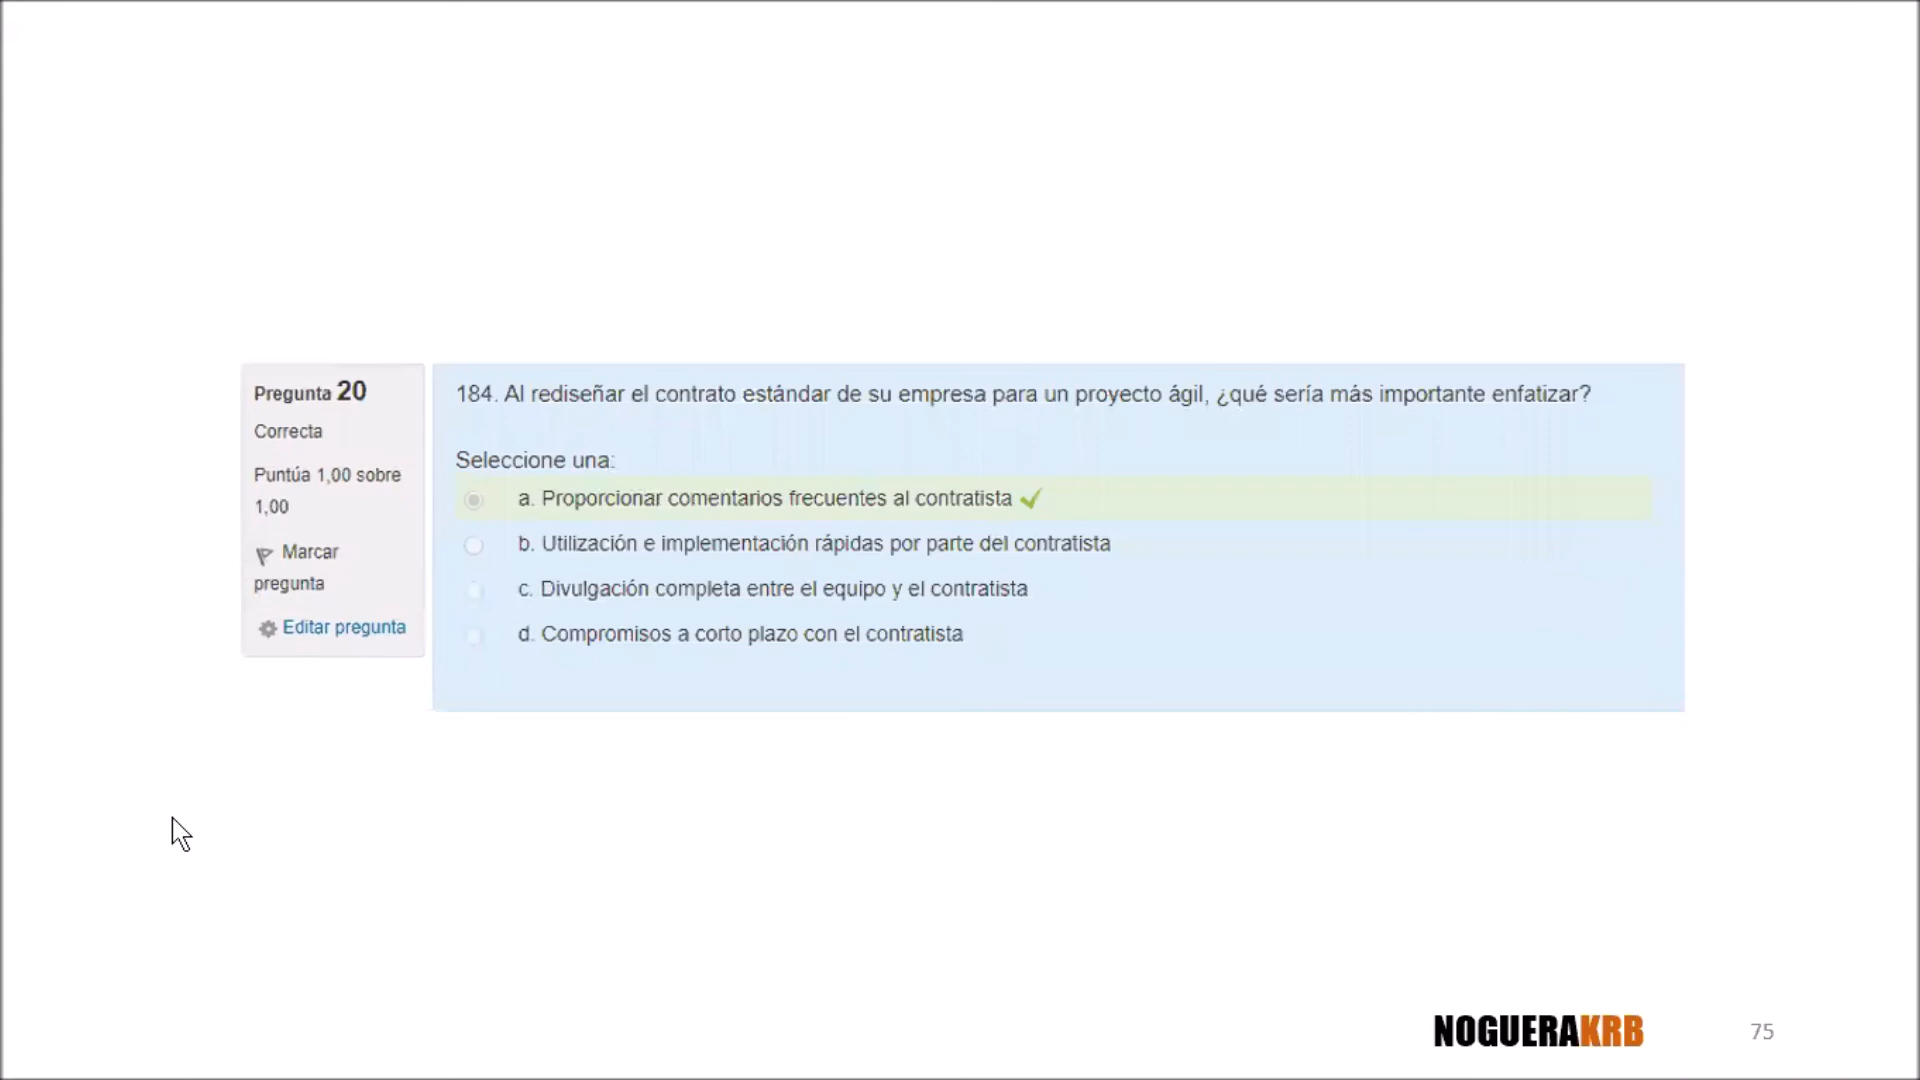 Pregunta 20
Correcta
Puntúa 1,00 sobre
1,00
Marcar
pregunta
Editar pregunta
184. Al rediseñar el contrato estándar de su empresa para un proyecto ágil, ¿qué sería más importante enfatizar?
Seleccione una:
a. Proporcionar comentarios frecuentes al contratista
b. Utilización e implementación rápidas por parte del contratista
c. Divulgación completa entre el equipo y el contratista
d. Compromisos a corto plazo con el contratista
NOGUERAKRB
75